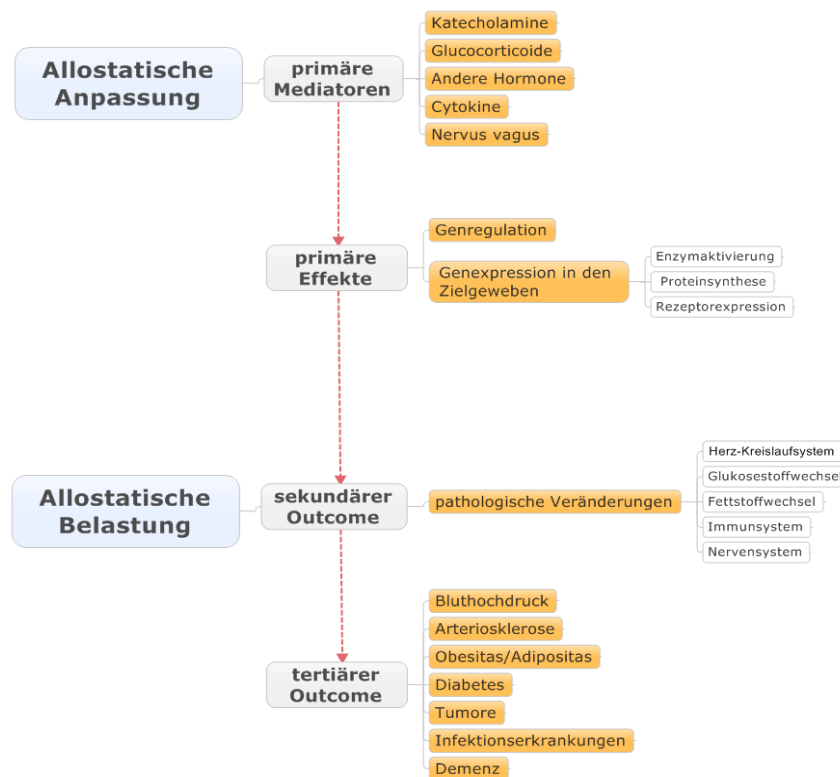 Allostatische
Anpassung
primäre
Mediatoren
Katecholamine
Glucocorticoide
Andere Hormone
Cytokine
Nervus vagus
primäre
Effekte
Genregulation
Genexpression in den
Zielgeweben
Enzymaktivierung
Proteinsynthese
Rezeptorexpression
Allostatische
Belastung
sekundärer
Outcome
pathologische Veränderungen
Herz-Kreislaufsystem
Glukosestoffwechsel
Fettstoffwechsel
Immunsystem
Nervensystem
tertiärer
Outcome
Bluthochdruck
Arteriosklerose
Obesitas/Adipositas
Diabetes
Tumore
Infektionserkrankungen
Demenz